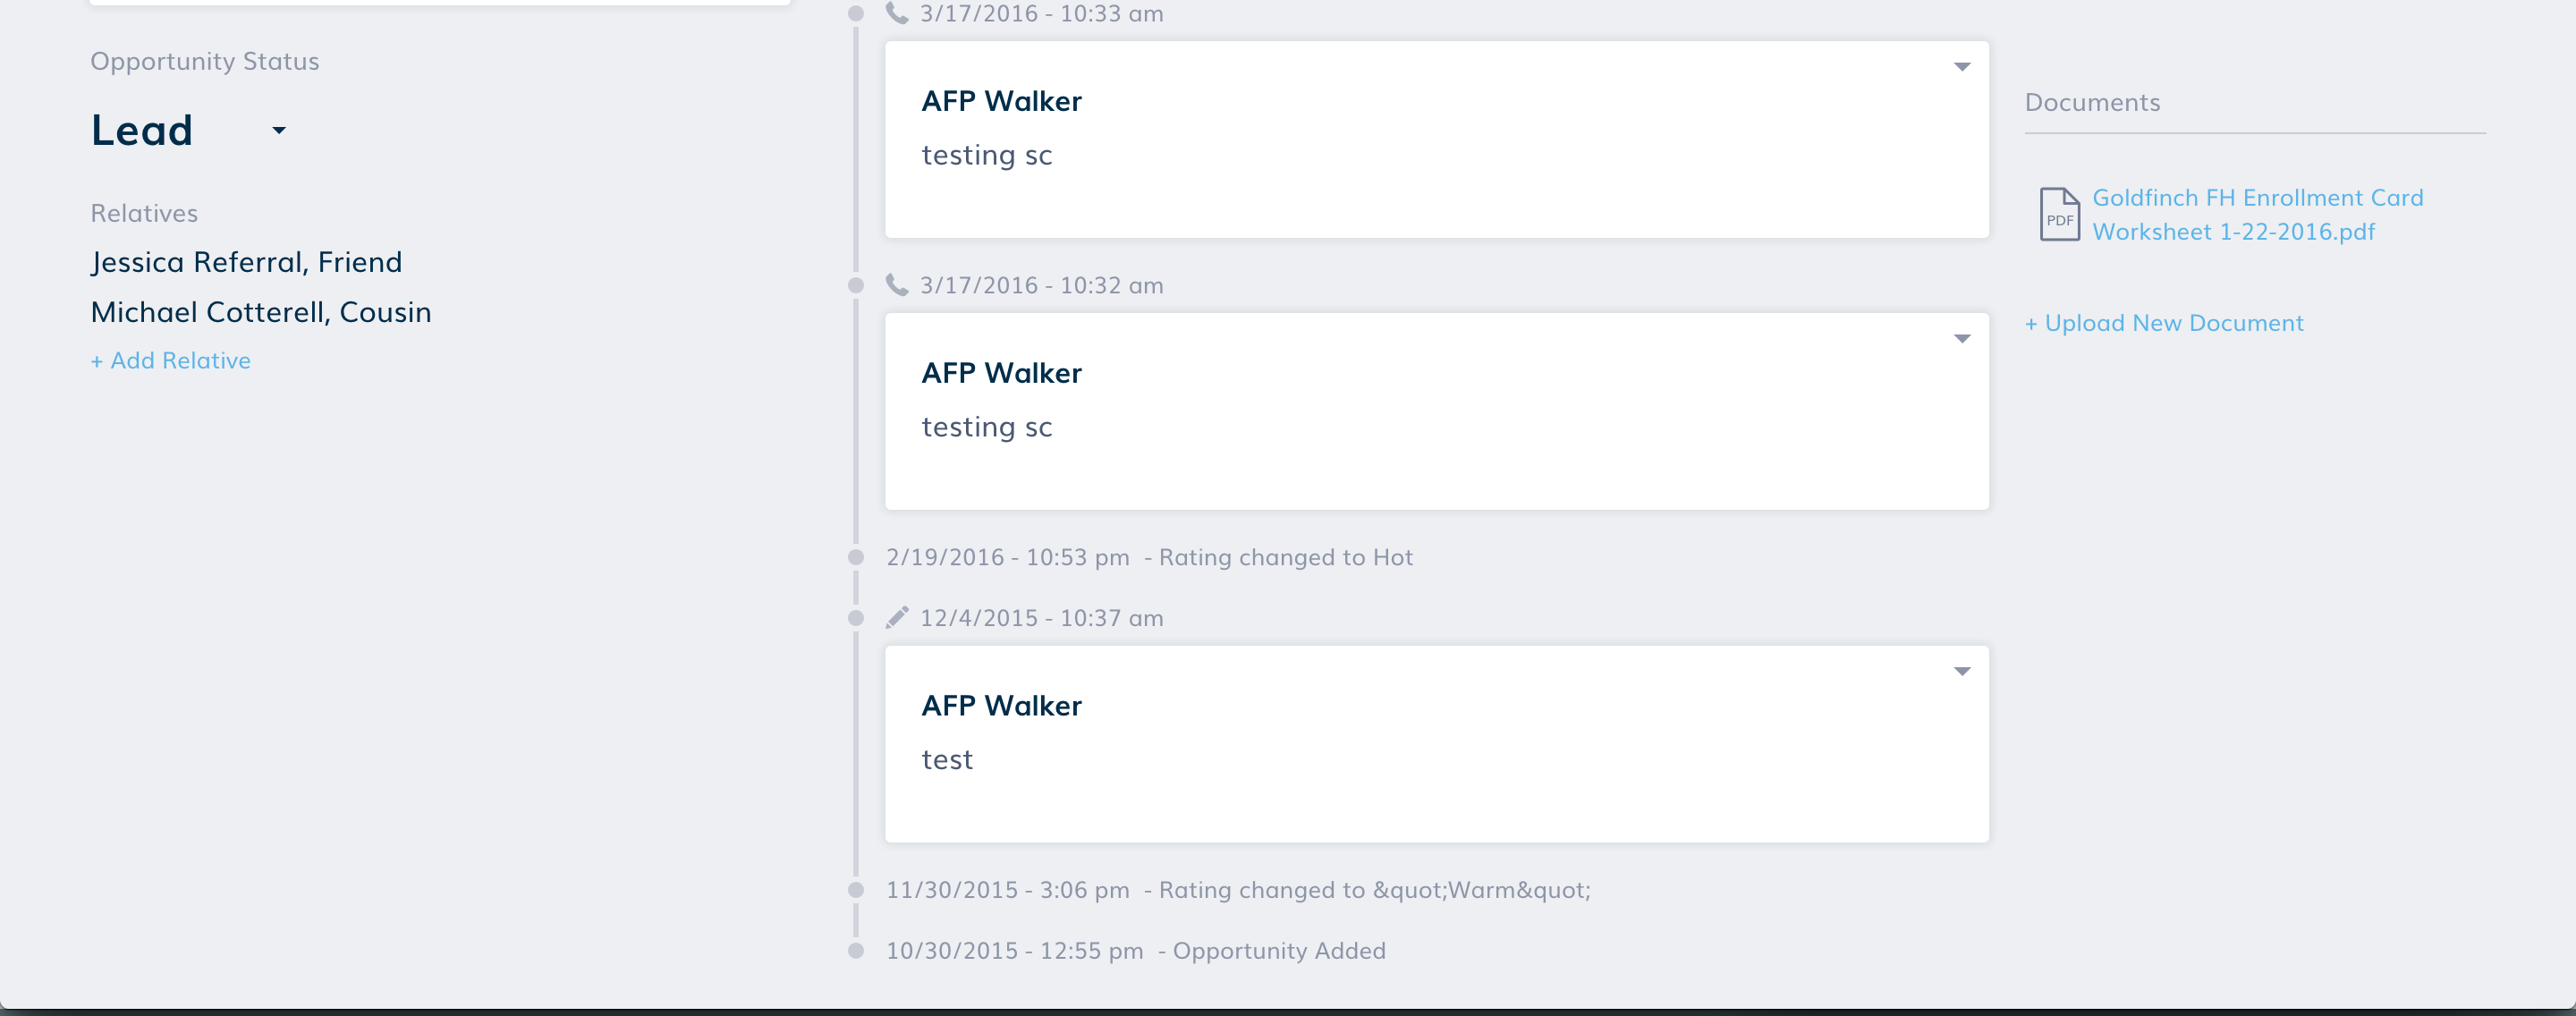 Opportunity Status
Lead
Relatives
Jessica Referral, Friend
Michael Cotterell, Cousin
+ Add Relative
3/17/2016 - 10:33 am
AFP Walker
testing sc
3/17/2016 - 10:32 am
AFP Walker
testing sc
2/19/2016 - 10:53 pm - Rating changed to Hot
12/4/2015 - 10:37 am
AFP Walker
test
11/30/2015 - 3:06 pm - Rating changed to &quot;Warm&quot;
10/30/2015 - 12:55 pm - Opportunity Added
Documents
PDF
Goldfinch FH Enrollment Card
Worksheet 1-22-2016.pdf
+ Upload New Document